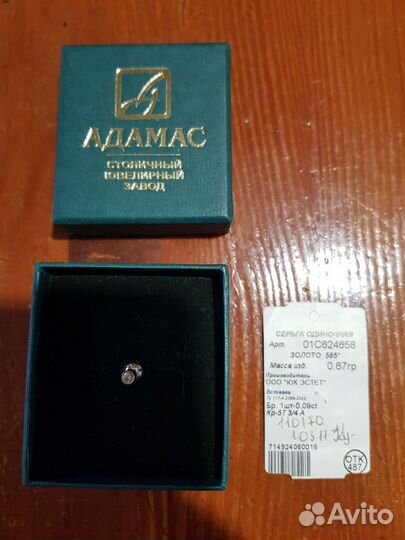 АДАМАС
СТОЛИЧНЫЙ
ЮВЕЛИРНЫЙ
ЗАВОД
СЕРЬГА ОДИНОЧНАЯ
Арт. 01С624658
ЗОЛОТО 585°
Масса изд. 0.67гр
Производитель
ООО "ЮК ЭСТЕТ"
Вставки
Бр. 1шт-0.09ct
Кр-57 3/4 А
110170
714924060016
ОТК
487
Avito